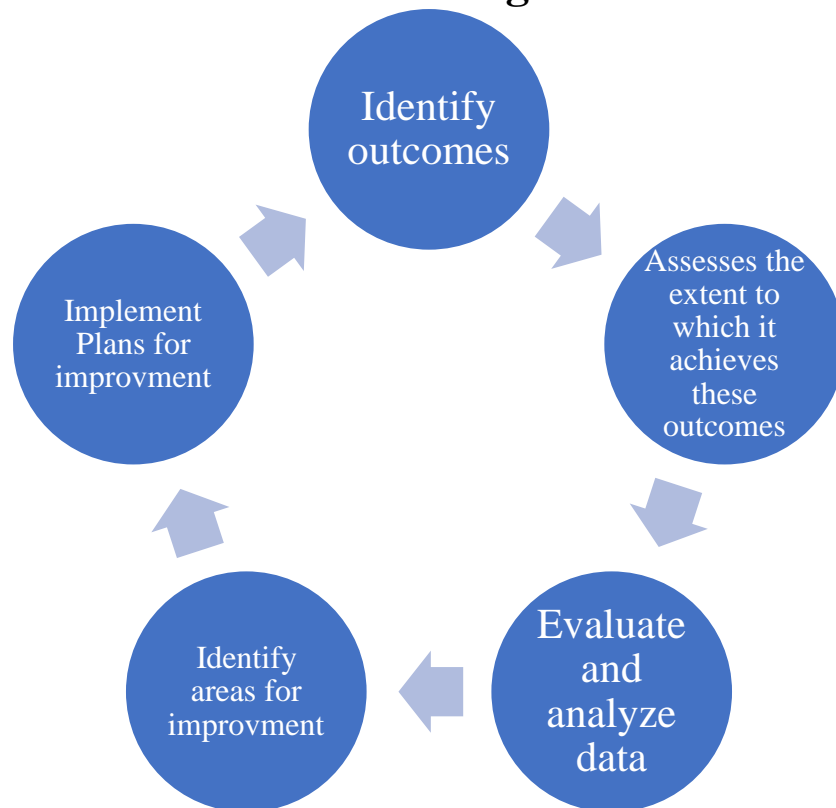 Identify
outcomes
Assesses the
extent to
which it
achieves
these
outcomes
Evaluate
and
analyze
data
Identify
areas for
improvment
Implement
Plans for
improvment